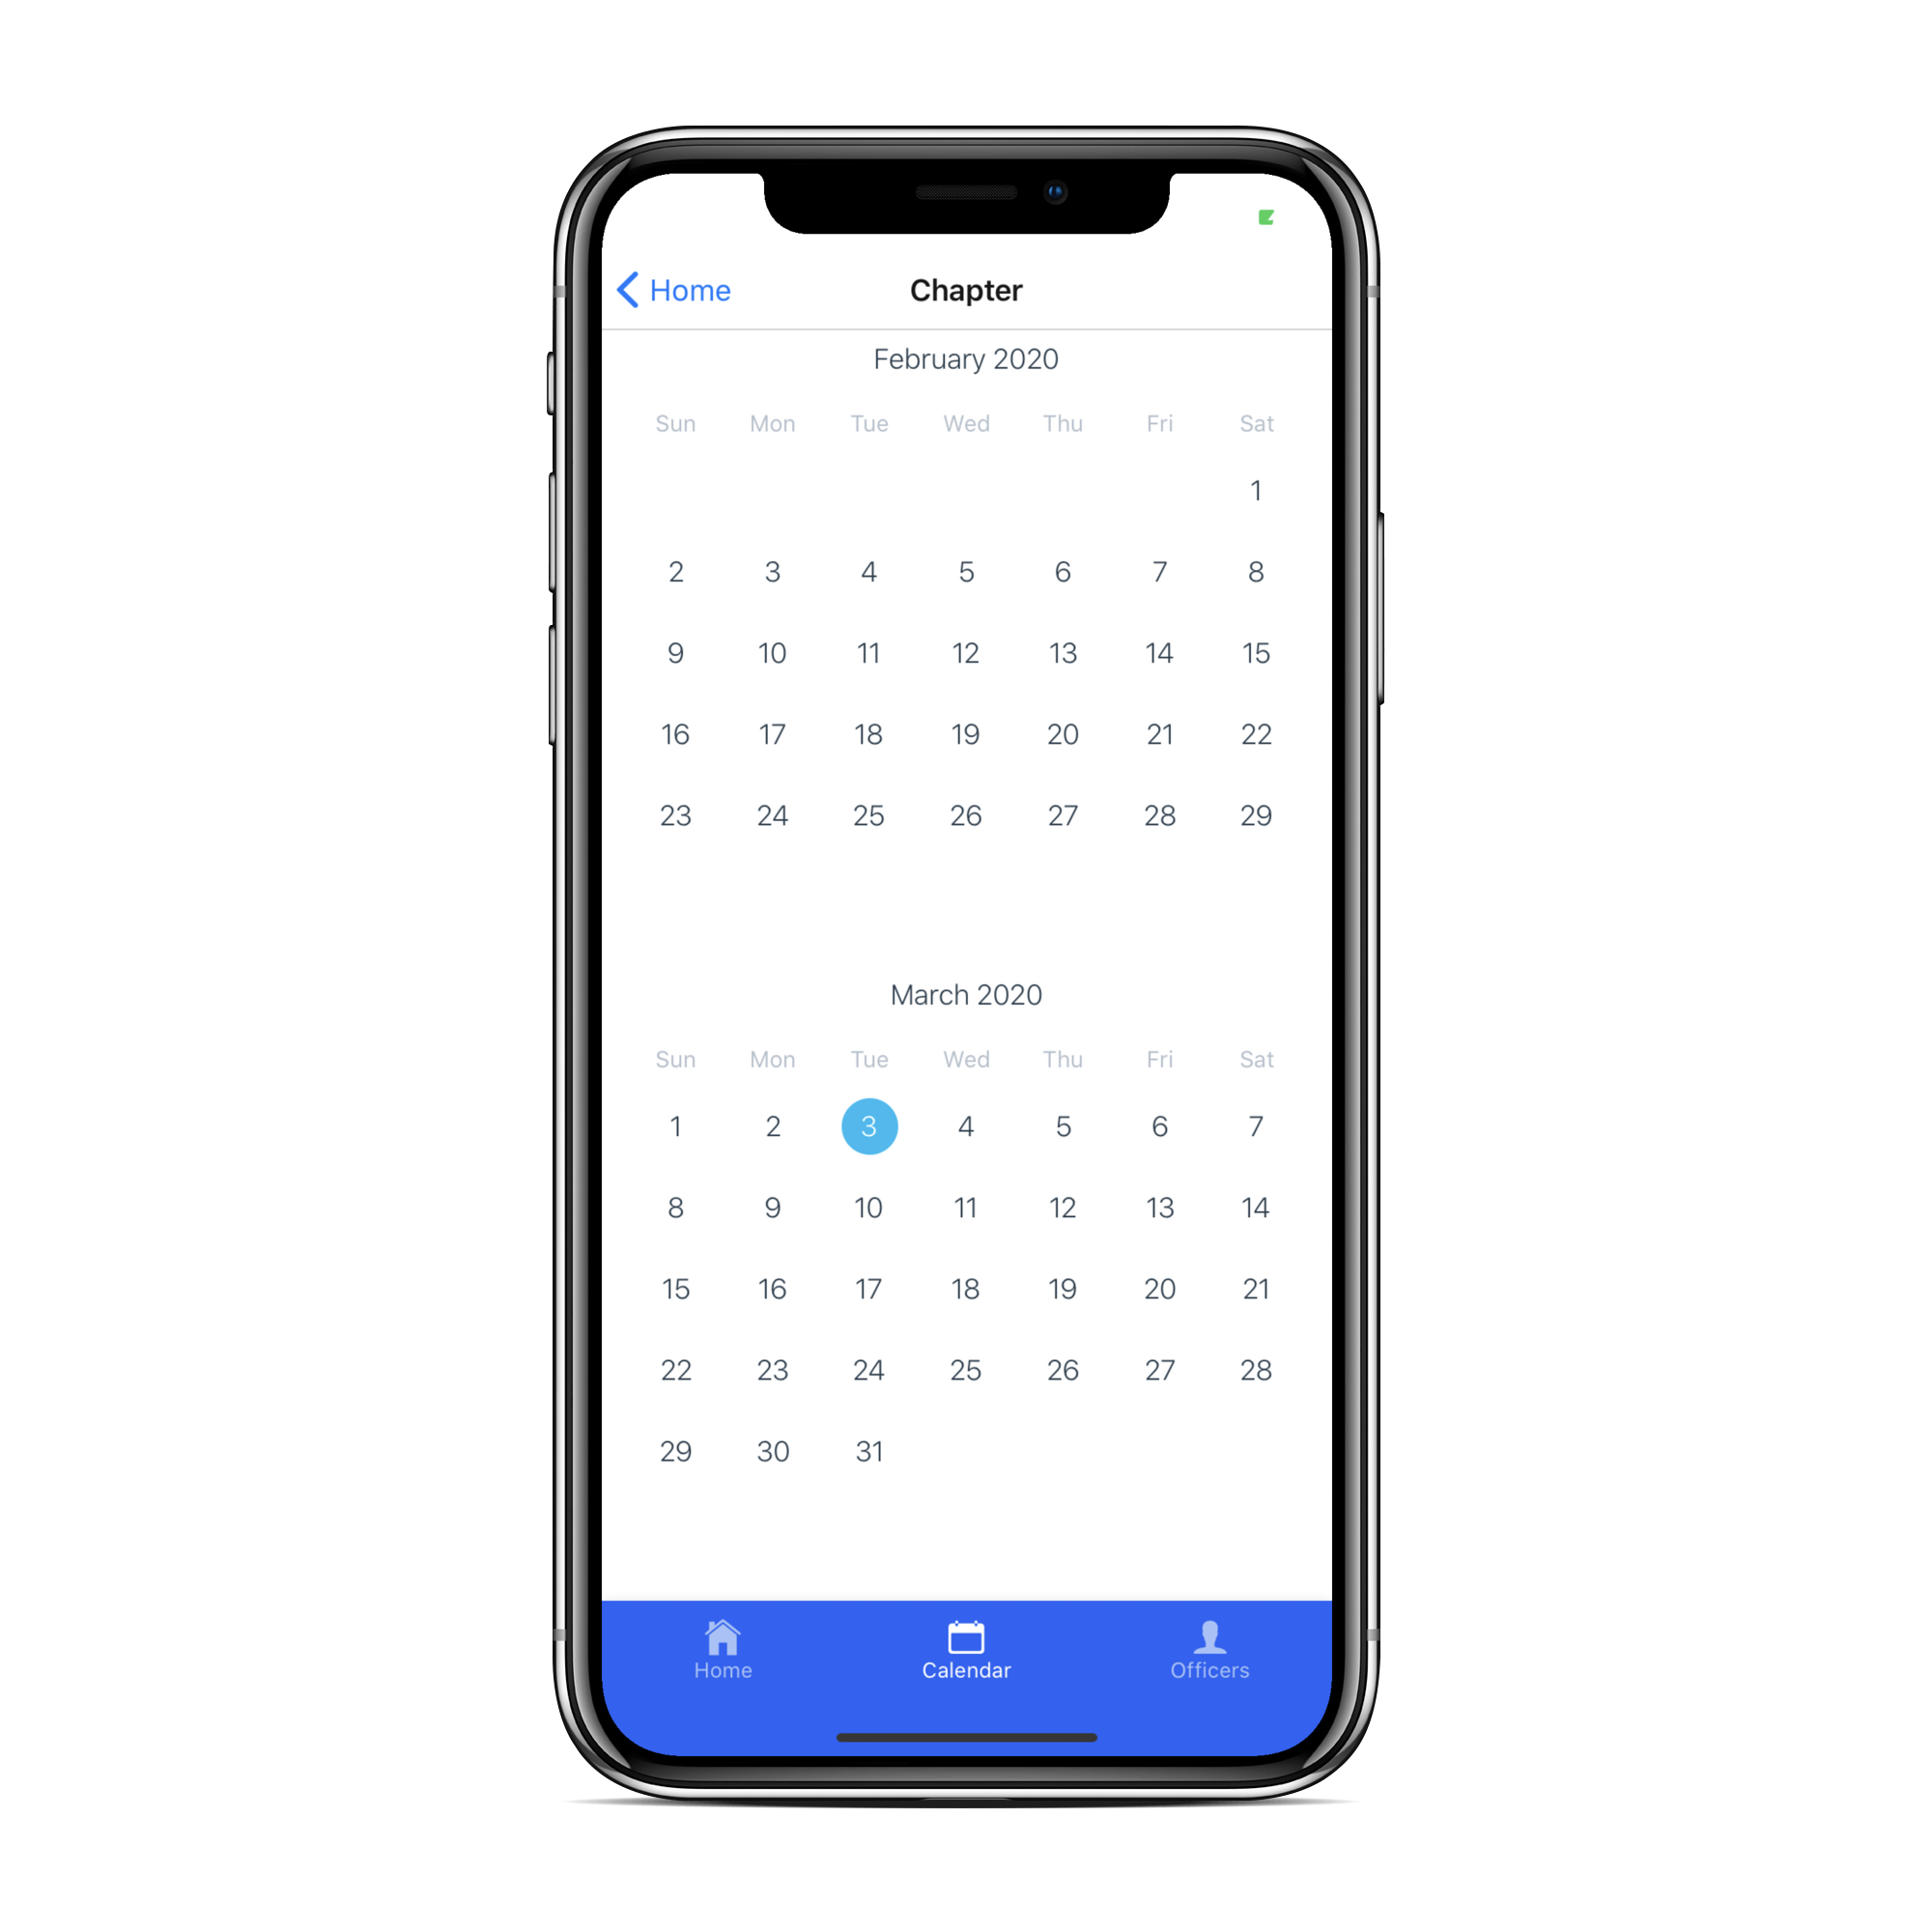 Home Chapter
February 2020
Sun Mon Tue Wed Thu Fri Sat
1
2 3 4 5 6 7 8
9 10 11 12 13 14 15
16 17 18 19 20 21 22
23 24 25 26 27 28 29
March 2020
Sun Mon Tue Wed Thu Fri Sat
1 2 3 4 5 6 7
8 9 10 11 12 13 14
15 16 17 18 19 20 21
22 23 24 25 26 27 28
29 30 31
Home Calendar Officers